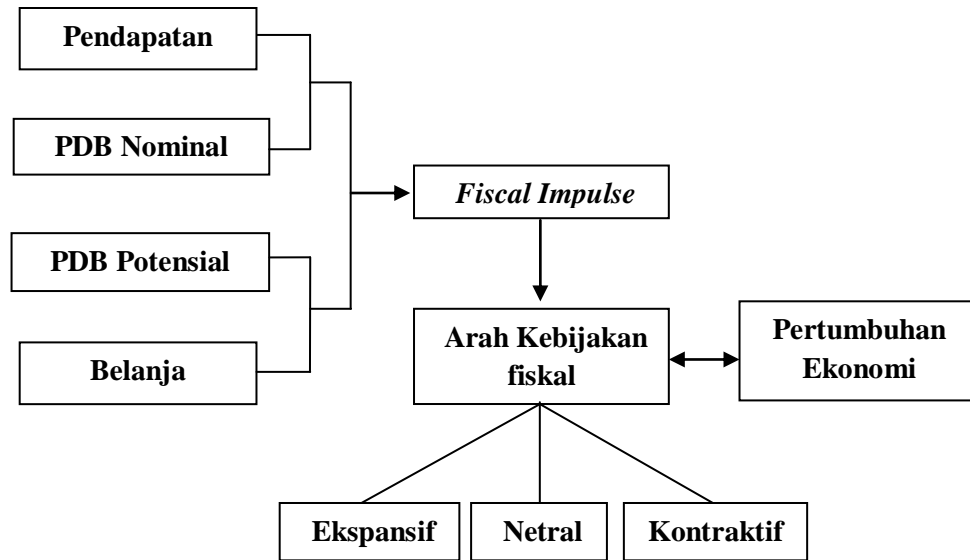 Pendapatan
PDB Nominal
PDB Potensial
Belanja
Fiscal Impulse
Arah Kebijakan
fiskal
Pertumbuhan
Ekonomi
Ekspansif
Netral
Kontraktif